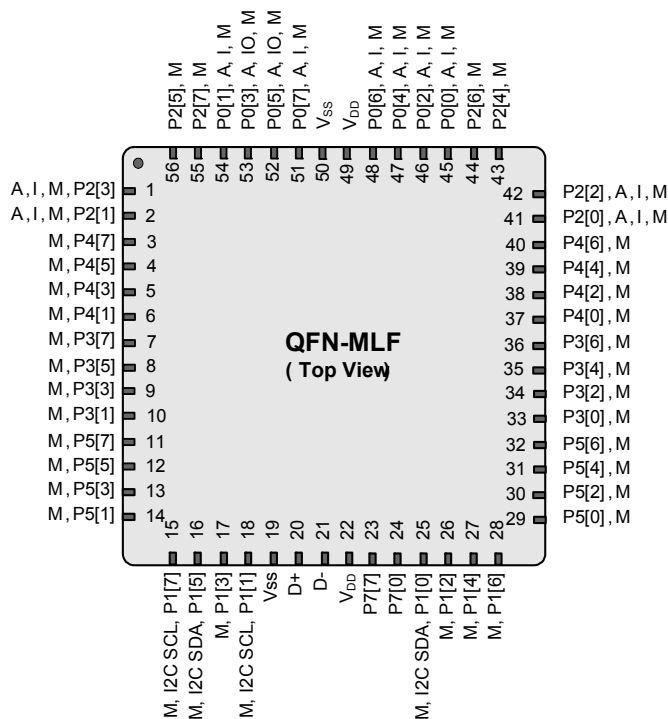 P2[5], M
P2[7], M
P0[1], A, I, M
P0[3], A, IO, M
P0[5], A, IO, M
P0[7], A, I, M
VSS
VDD
P0[6], A, I, M
P0[4], A, I, M
P0[2], A, I, M
P0[0], A, I, M
P2[6], M
P2[4], M
56
55
54
53
52
51
50
49
48
47
46
45
44
43
A, I, M, P2[3] 1
A, I, M, P2[1] 2
M, P4[7] 3
M, P4[5] 4
M, P4[3] 5
M, P4[1] 6
M, P3[7] 7
M, P3[5] 8
M, P3[3] 9
M, P3[1] 10
M, P5[7] 11
M, P5[5] 12
M, P5[3] 13
M, P5[1] 14
QFN-MLF
( Top View)
42 P2[2], A, I, M
41 P2[0], A, I, M
40 P4[6], M
39 P4[4], M
38 P4[2], M
37 P4[0], M
36 P3[6], M
35 P3[4], M
34 P3[2], M
33 P3[0], M
32 P5[6], M
31 P5[4], M
30 P5[2], M
29 P5[0], M
15
16
17
18
19
20
21
22
23
24
25
26
27
28
M, I2C SCL, P1[7]
M, I2C SDA, P1[5]
M, P1[3]
M, I2C SCL, P1[1]
Vss
D+
D-
VDD
P7[7]
P7[0]
M, I2C SDA, P1[0]
M, P1[2]
M, P1[4]
M, P1[6]